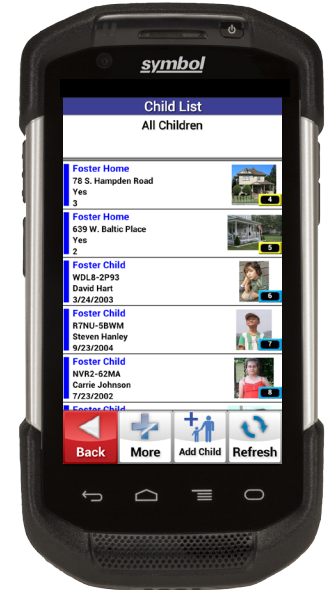 symbol
Child List
All Children
Foster Home
78 S. Hampden Road
Yes
3
4
Foster Home
639 W. Baltic Place
Yes
2
5
Foster Child
WDL8-2P93
David Hart
3/24/2003
6
Foster Child
R7NU-5BWM
Steven Hanley
9/23/2004
7
Foster Child
NVR2-62MA
Carrie Johnson
7/23/2002
8
Foster Child
Back
More
Add Child
Refresh